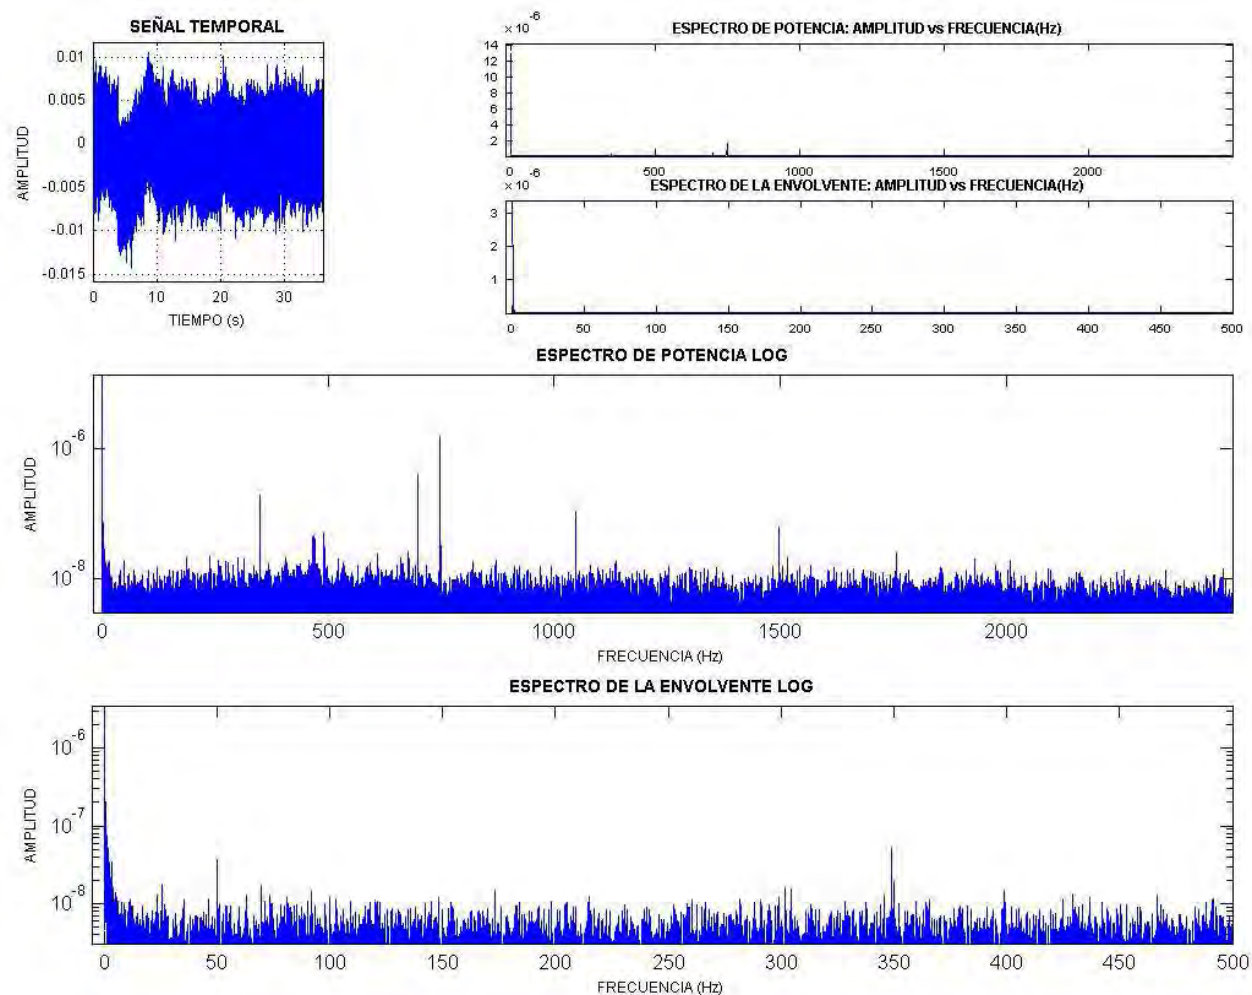 SEÑAL TEMPORAL
0.01
0.005
0
-0.005
-0.01
-0.015
AMPLITUD
0 10 20 30
TIEMPO (s)
× 10^-6
ESPECTRO DE POTENCIA: AMPLITUD vs FRECUENCIA(Hz)
14
12
10
8
6
4
2
0 500 1000 1500 2000
× 10^-6
ESPECTRO DE LA ENVOLVENTE: AMPLITUD vs FRECUENCIA(Hz)
3
2
1
0 50 100 150 200 250 300 350 400 450 500
ESPECTRO DE POTENCIA LOG
10^-6
10^-8
AMPLITUD
0 500 1000 1500 2000
FRECUENCIA (Hz)
ESPECTRO DE LA ENVOLVENTE LOG
10^-6
10^-7
10^-8
AMPLITUD
0 50 100 150 200 250 300 350 400 450 500
FRECUENCIA (Hz)